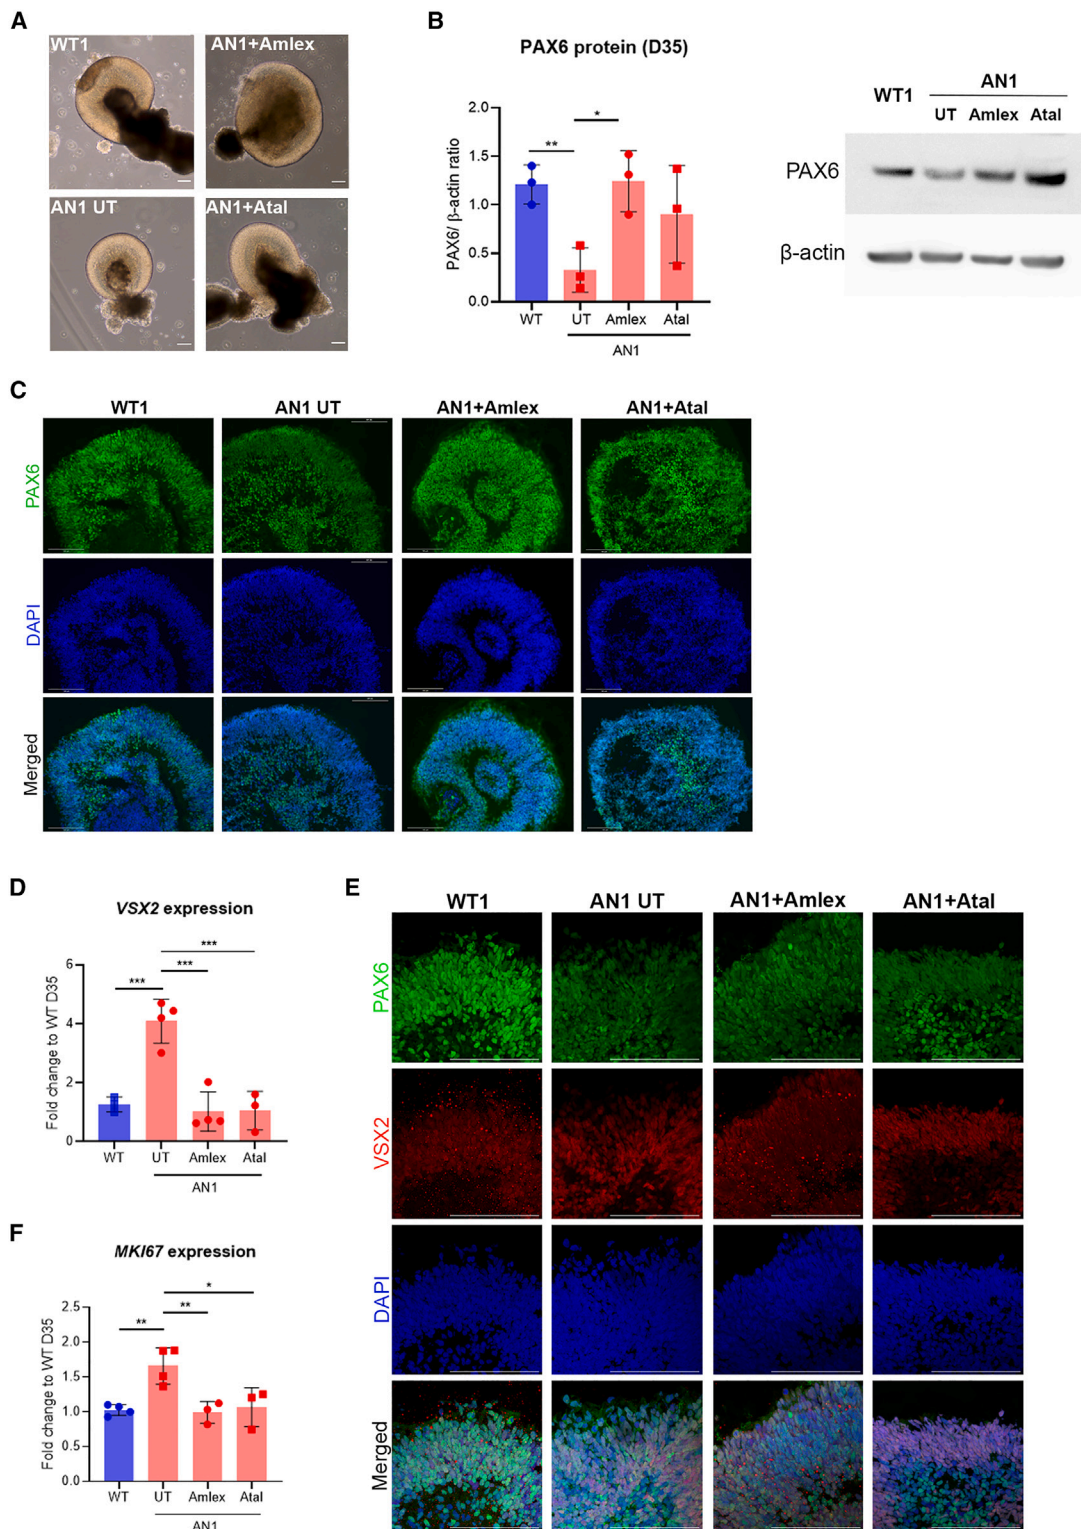 A
WT1
AN1+Amlex
AN1 UT
AN1+Atal
B
PAX6 protein (D35)
PAX6/ β-actin ratio
2.0
1.5
1.0
0.5
0.0
*
**
WT
UT
Amlex
Atal
AN1
WT1
AN1
UT
Amlex
Atal
PAX6
β-actin
C
WT1
AN1 UT
AN1+Amlex
AN1+Atal
PAX6
DAPI
Merged
D
VSX2 expression
Fold change to WT D35
6
4
2
0
***
***
***
WT
UT
Amlex
Atal
AN1
E
WT1
AN1 UT
AN1+Amlex
AN1+Atal
PAX6
VSX2
DAPI
Merged
F
MKI67 expression
Fold change to WT D35
2.5
2.0
1.5
1.0
0.5
0.0
*
**
**
WT
UT
Amlex
Atal
AN1